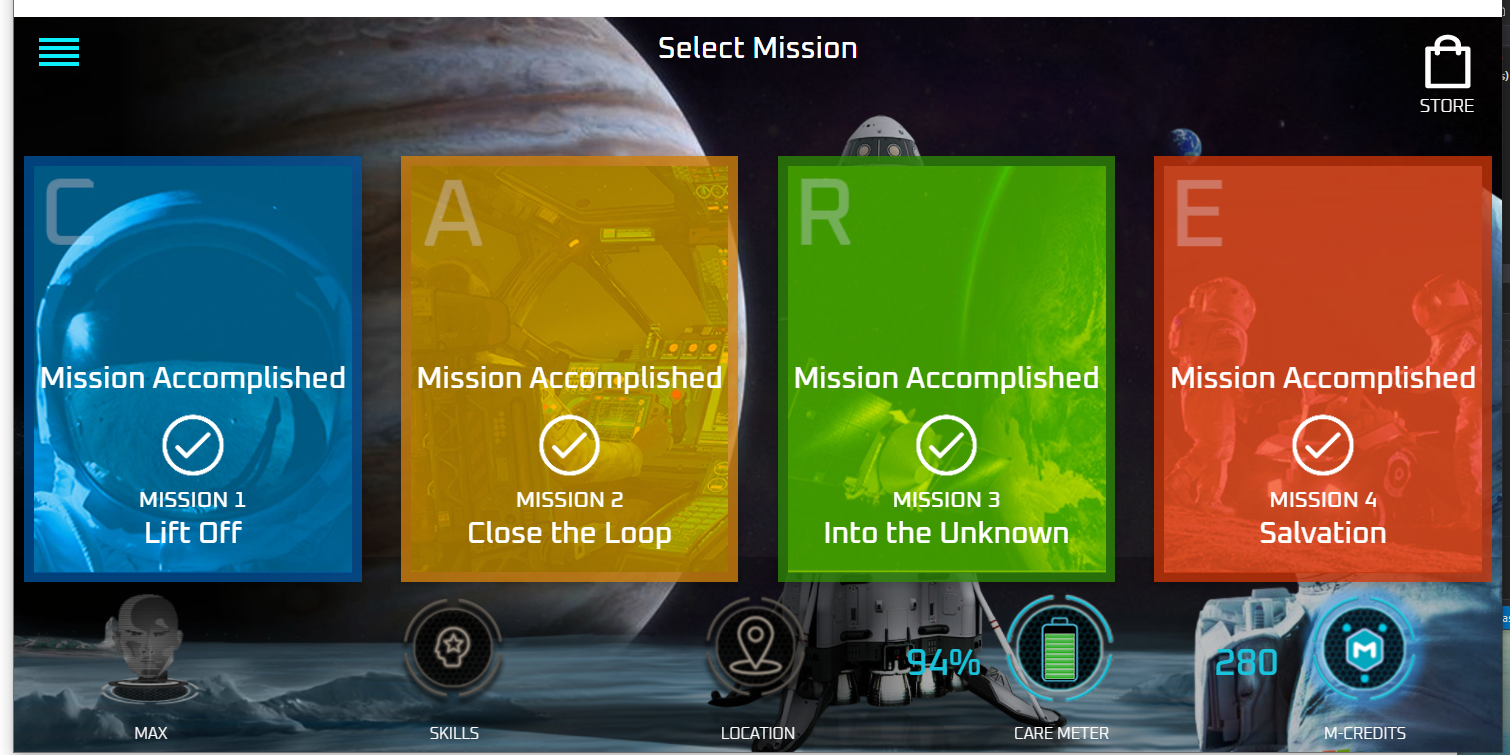 Select Mission
STORE
C
Mission Accomplished
MISSION 1
Lift Off
A
Mission Accomplished
MISSION 2
Close the Loop
R
Mission Accomplished
MISSION 3
Into the Unknown
E
Mission Accomplished
MISSION 4
Salvation
MAX
SKILLS
LOCATION
94%
CARE METER
280
M
M-CREDITS